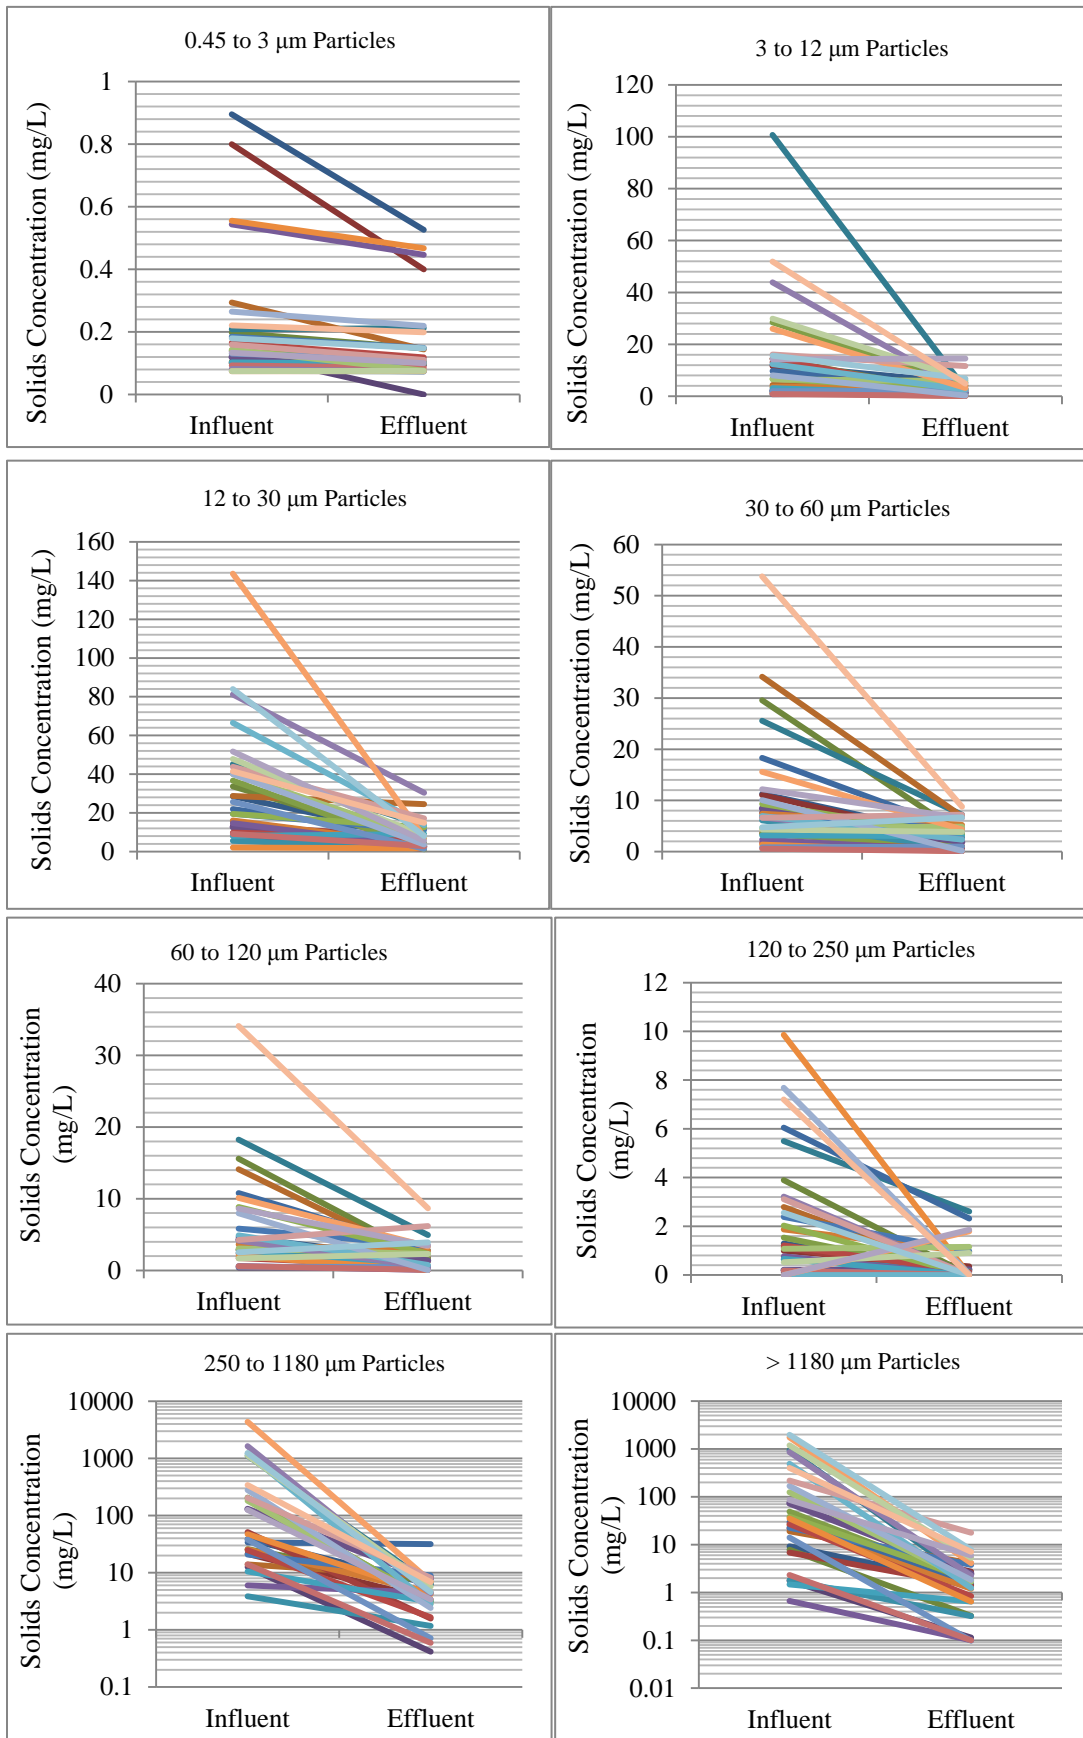 0.45 to 3 μm Particles
Solids Concentration (mg/L)
1
0.8
0.6
0.4
0.2
0
Influent
Effluent
3 to 12 μm Particles
Solids Concentration (mg/L)
120
100
80
60
40
20
0
Influent
Effluent
12 to 30 μm Particles
Solids Concentration (mg/L)
160
140
120
100
80
60
40
20
0
Influent
Effluent
30 to 60 μm Particles
Solids Concentration (mg/L)
60
50
40
30
20
10
0
Influent
Effluent
60 to 120 μm Particles
Solids Concentration
(mg/L)
40
30
20
10
0
Influent
Effluent
120 to 250 μm Particles
Solids Concentration
(mg/L)
12
10
8
6
4
2
0
Influent
Effluent
250 to 1180 μm Particles
Solids Concentration
(mg/L)
10000
1000
100
10
1
0.1
Influent
Effluent
> 1180 μm Particles
Solids Concentration
(mg/L)
10000
1000
100
10
1
0.1
0.01
Influent
Effluent